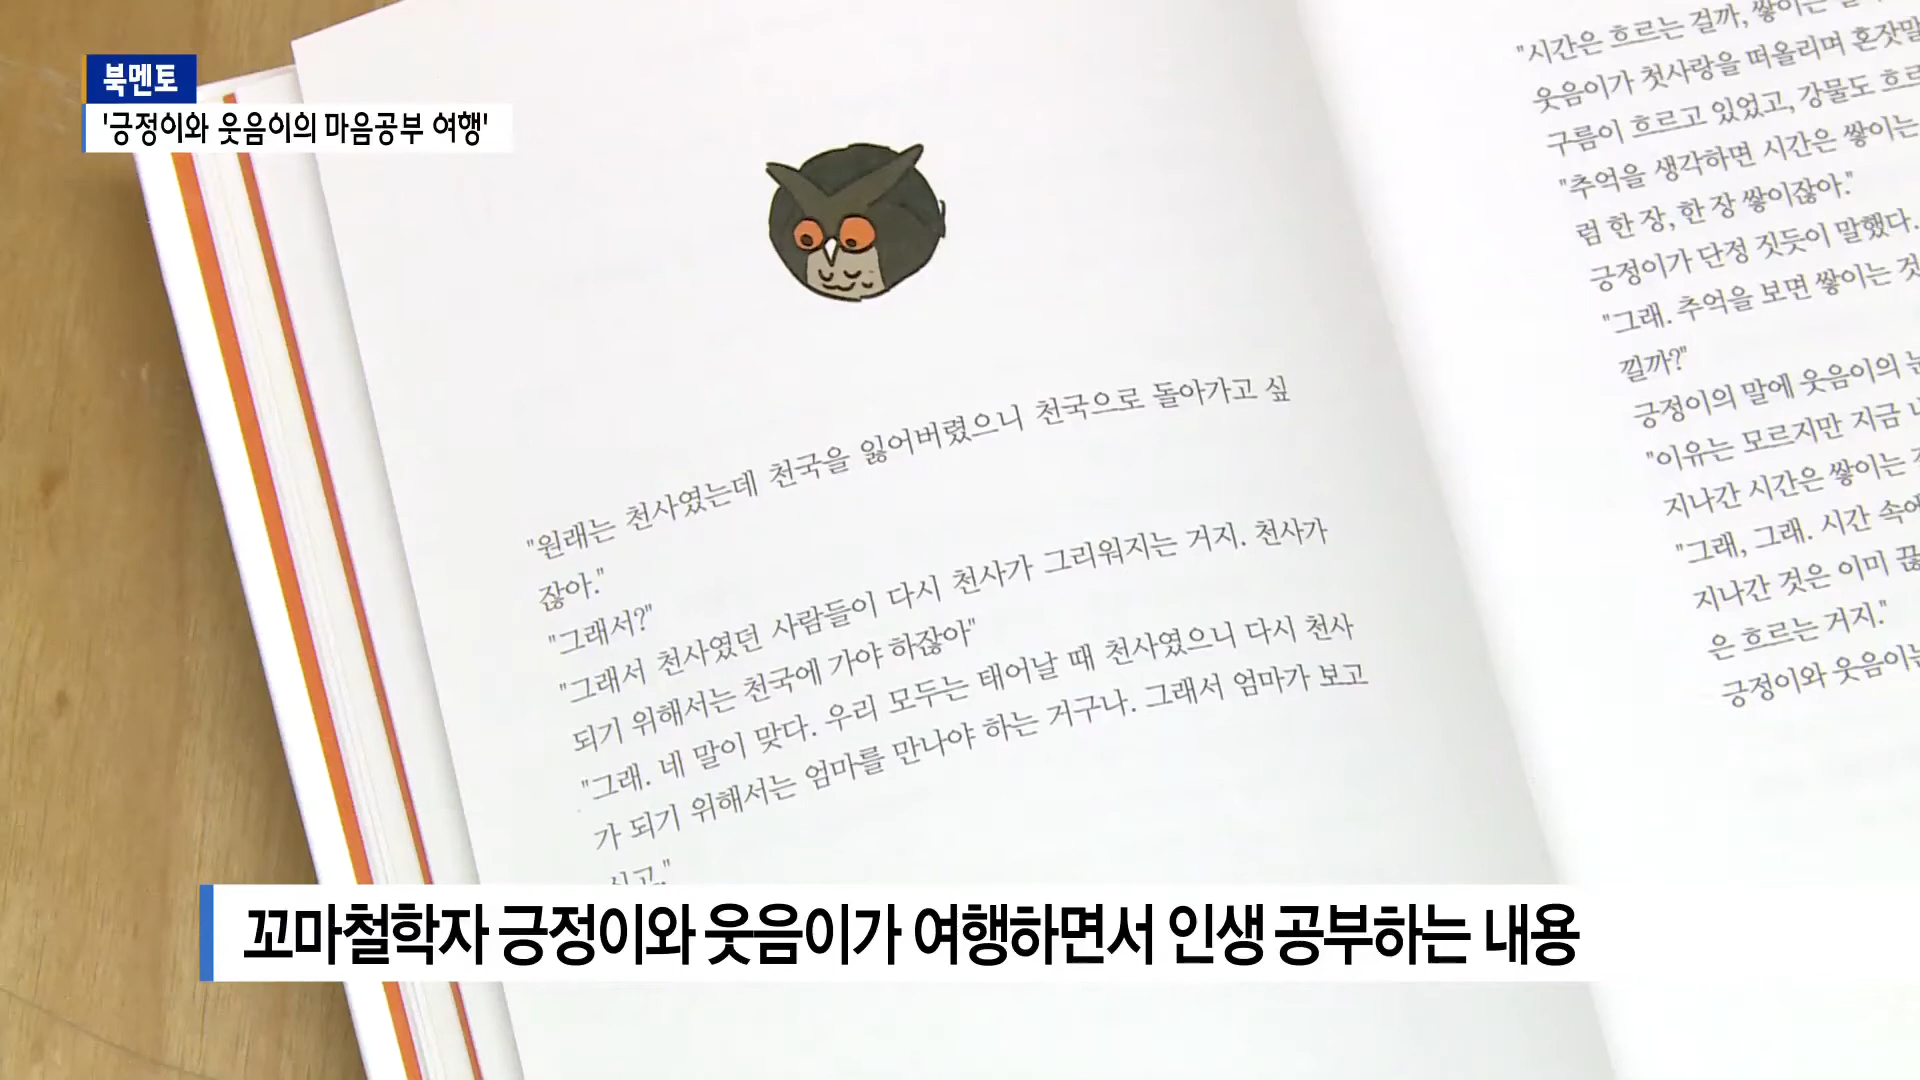 북멘토
'긍정이와 웃음이의 마음공부 여행'
"원래는 천사였는데 천국을 잃어버렸으니 천국으로 돌아가고 싶
잖아."
"그래서?"
"그래서 천사였던 사람들이 다시 천사가 그리워지는 거지. 천사가
되기 위해서는 천국에 가야 하잖아"
"그래. 네 말이 맞다. 우리 모두는 태어날 때 천사였으니 다시 천사
가 되기 위해서는 엄마를 만나야 하는 거구나. 그래서 엄마가 보고
"시간은 흐르는 걸까, 쌓이는
웃음이가 첫사랑을 떠올리며 혼잣말
구름이 흐르고 있었고, 강물도 흐르
"추억을 생각하면 시간은 쌓이는
럼 한 장, 한 장 쌓이잖아."
긍정이가 단정 짓듯이 말했다.
"그래. 추억을 보면 쌓이는 것
낄까?"
긍정이의 말에 웃음이의
"이유는 모르지만 지금
지나간 시간은 쌓이는
"그래, 그래. 시간 속에
지나간 것은 이미
은 흐르는 거지."
긍정이와 웃음이는
꼬마철학자 긍정이와 웃음이가 여행하면서 인생 공부하는 내용